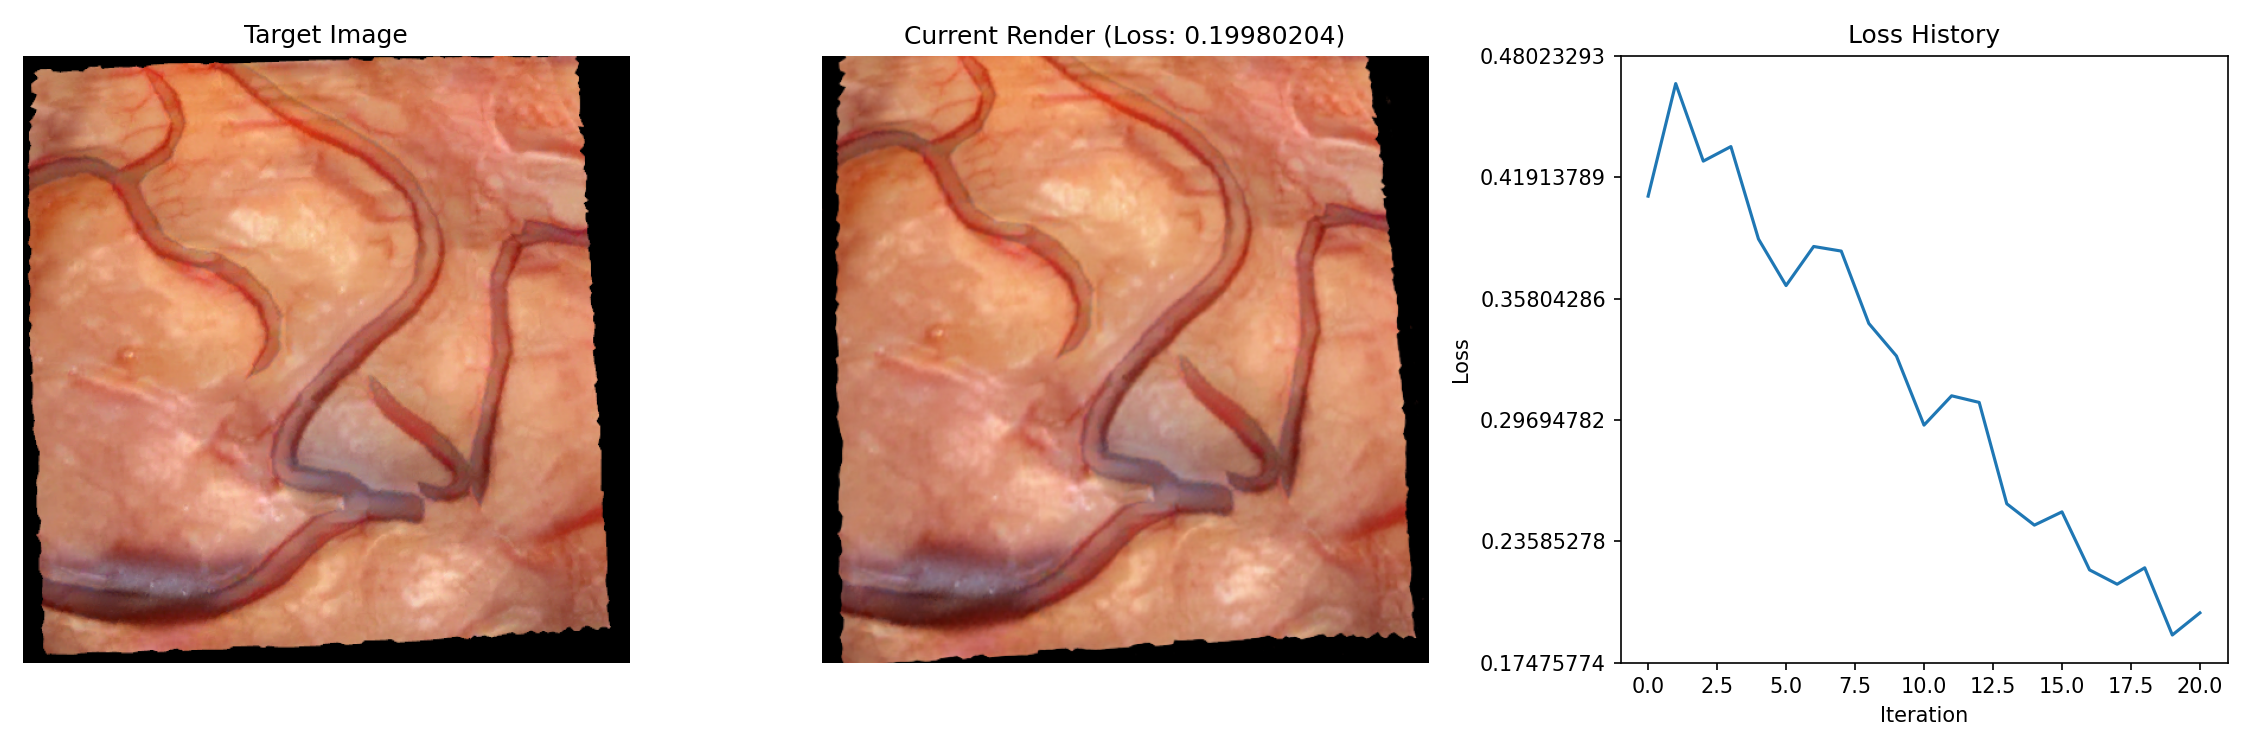 Target Image
Current Render (Loss: 0.19980204)
Loss History
0.48023293
0.41913789
0.35804286
0.29694782
0.23585278
0.17475774
Loss
0.0 2.5 5.0 7.5 10.0 12.5 15.0 17.5 20.0
Iteration